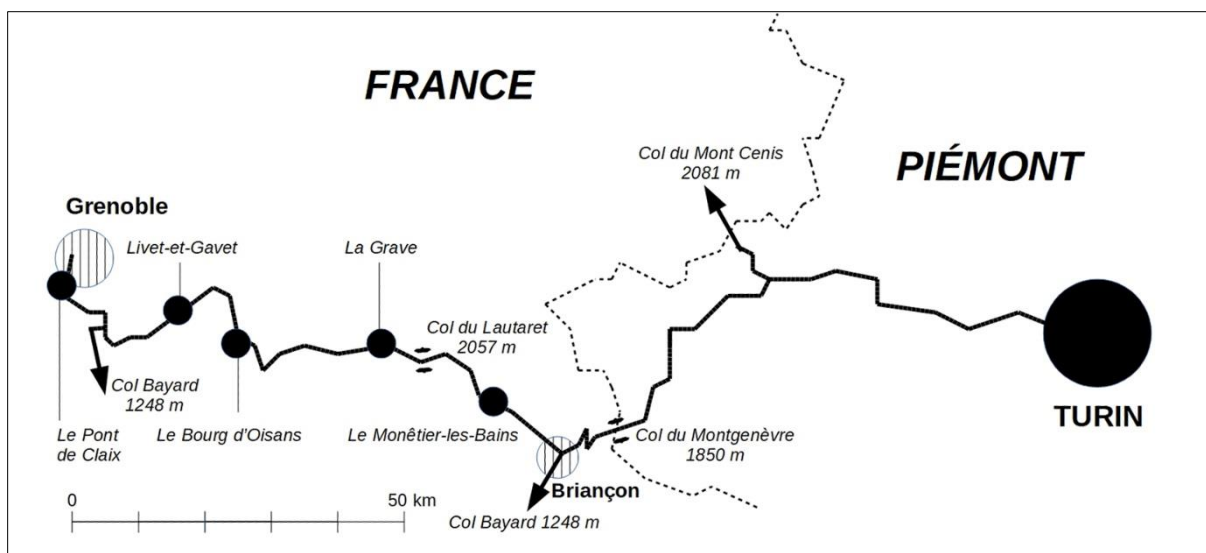 FRANCE
Col du Mont Cenis
2081 m
PIÉMONT
Grenoble
Livet-et-Gavet
La Grave
Col du Lautaret
2057 m
Col Bayard
1248 m
Le Pont
de Claix
Le Bourg d'Oisans
Le Monêtier-les-Bains
Col du Montgenèvre
1850 m
TURIN
Briançon
0
50 km
Col Bayard 1248 m